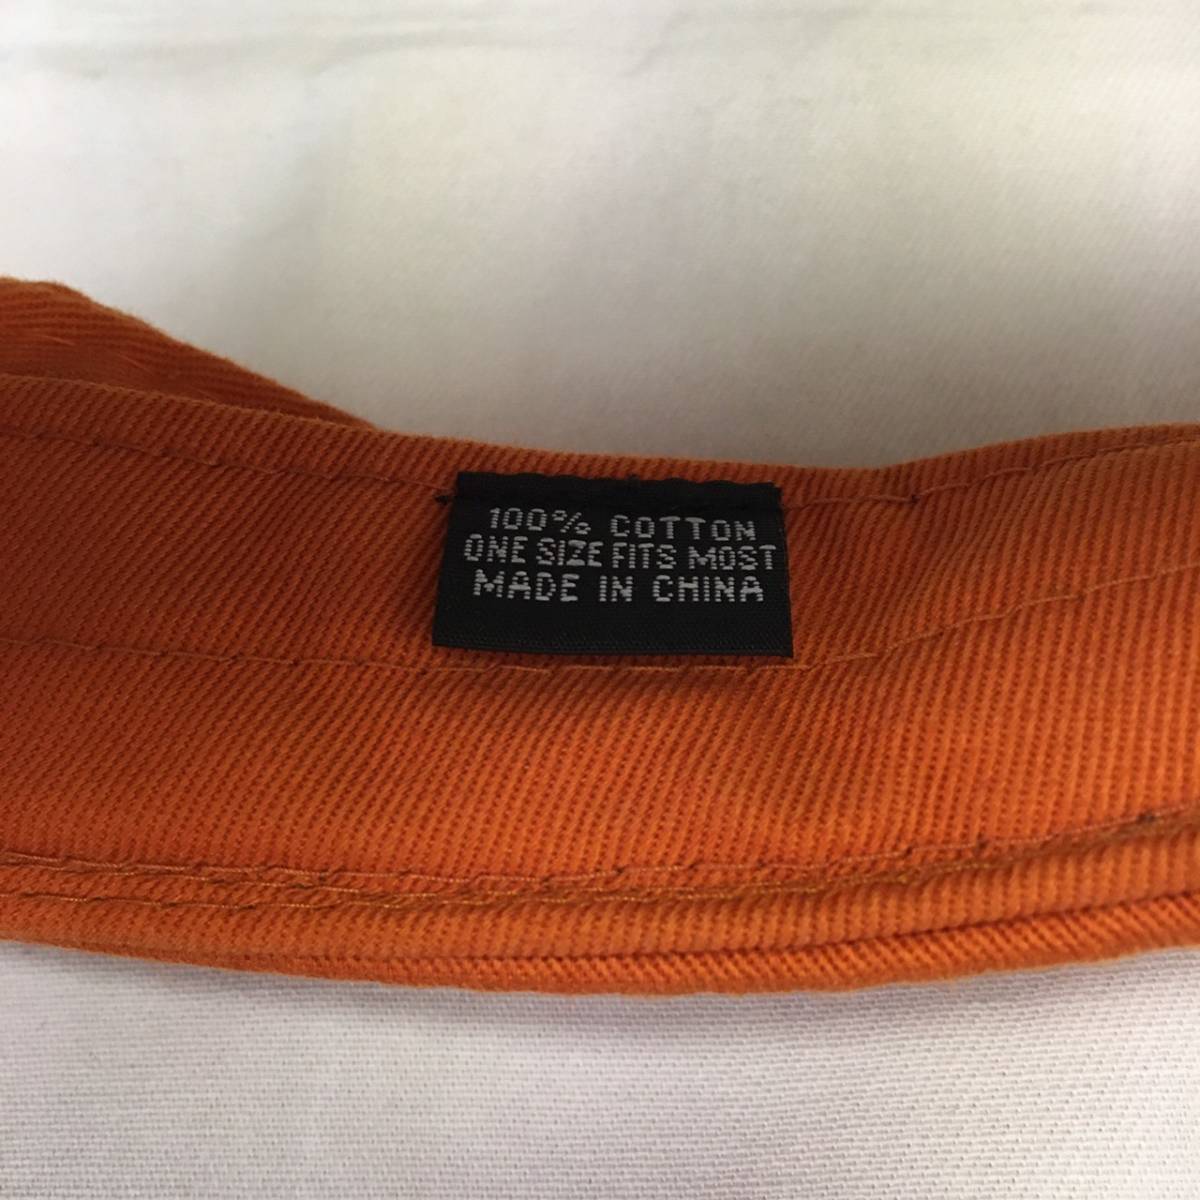 100% COTTON
ONE SIZE FITS MOST
MADE IN CHINA